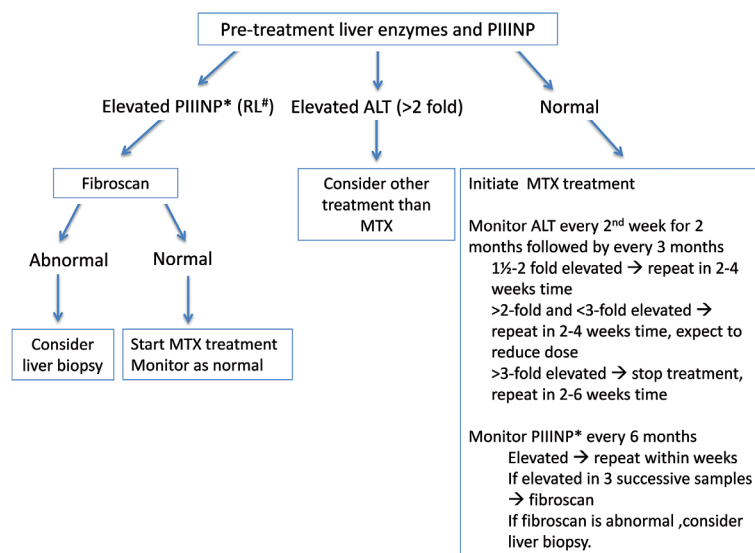 Pre-treatment liver enzymes and PIIINP
Elevated PIIINP* (RL#)
Elevated ALT (>2 fold)
Normal
Fibroscan
Abnormal
Normal
Consider
liver biopsy
Start MTX treatment
Monitor as normal
Consider other
treatment than
MTX
Initiate MTX treatment
Monitor ALT every 2nd week for 2
months followed by every 3 months
1½-2 fold elevated → repeat in 2-4
weeks time
>2-fold and <3-fold elevated →
repeat in 2-4 weeks time, expect to
reduce dose
>3-fold elevated → stop treatment,
repeat in 2-6 weeks time
Monitor PIIINP* every 6 months
Elevated → repeat within weeks
If elevated in 3 successive samples
→ fibroscan
If fibroscan is abnormal ,consider
liver biopsy.